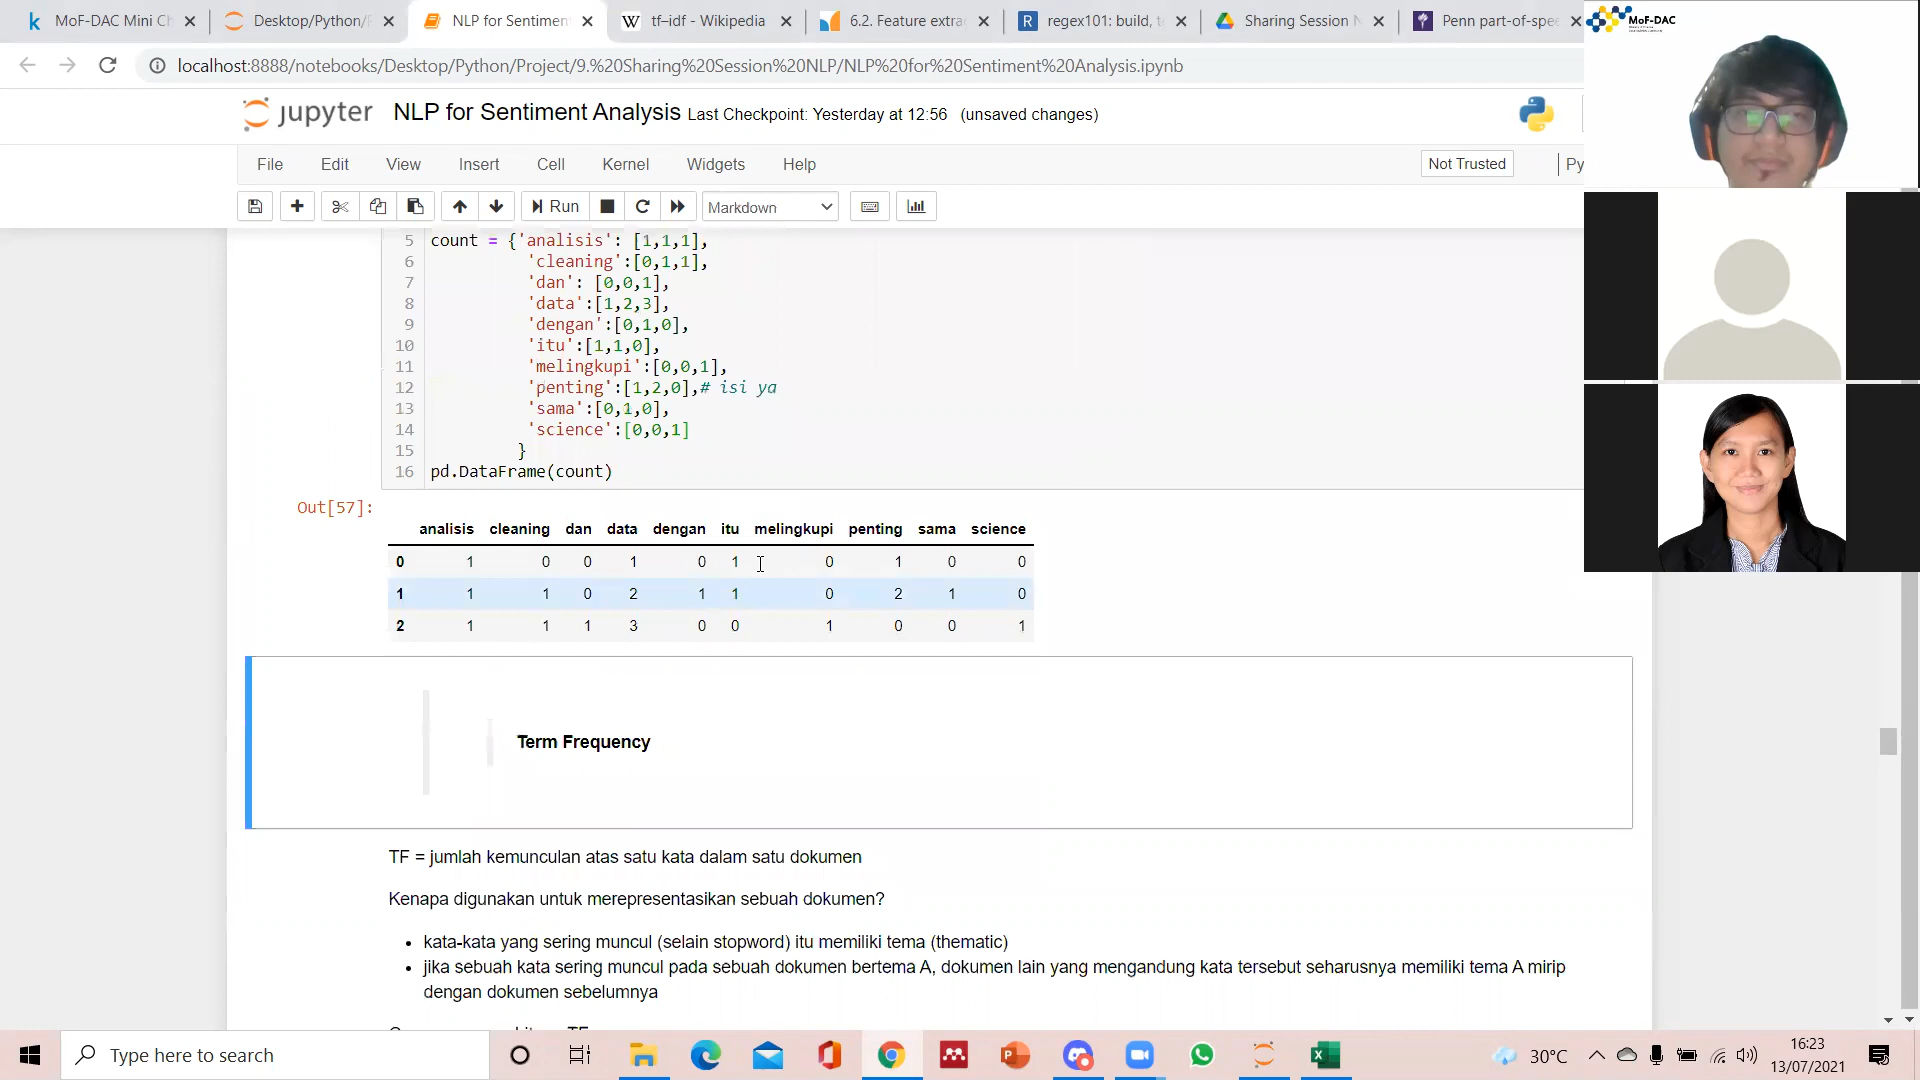 MoF-DAC Mini Ch
Desktop/Python/P
NLP for Sentiment
tf–idf - Wikipedia
6.2. Feature extrac
regex101: build, te
Sharing Session N
Penn part-of-spee
MoF-DAC
localhost:8888/notebooks/Desktop/Python/Project/9.%20Sharing%20Session%20NLP/NLP%20for%20Sentiment%20Analysis.ipynb
jupyter
NLP for Sentiment Analysis Last Checkpoint: Yesterday at 12:56 (unsaved changes)
File Edit View Insert Cell Kernel Widgets Help
Not Trusted
Py
Run
Markdown
5 count = {'analisis': [1,1,1],
6 'cleaning':[0,1,1],
7 'dan': [0,0,1],
8 'data':[1,2,3],
9 'dengan':[0,1,0],
10 'itu':[1,1,0],
11 'melingkupi':[0,0,1],
12 'penting':[1,2,0],# isi ya
13 'sama':[0,1,0],
14 'science':[0,0,1]
15 }
16 pd.DataFrame(count)
Out[57]:
analisis cleaning dan data dengan itu melingkupi penting sama science
0 1 0 0 1 0 1 0 1 0 0
1 1 1 0 2 1 1 0 2 1 0
2 1 1 1 3 0 0 1 0 0 1
Term Frequency
TF = jumlah kemunculan atas satu kata dalam satu dokumen
Kenapa digunakan untuk merepresentasikan sebuah dokumen?
• kata-kata yang sering muncul (selain stopword) itu memiliki tema (thematic)
• jika sebuah kata sering muncul pada sebuah dokumen bertema A, dokumen lain yang mengandung kata tersebut seharusnya memiliki tema A mirip
dengan dokumen sebelumnya
Type here to search
30°C
16:23
13/07/2021